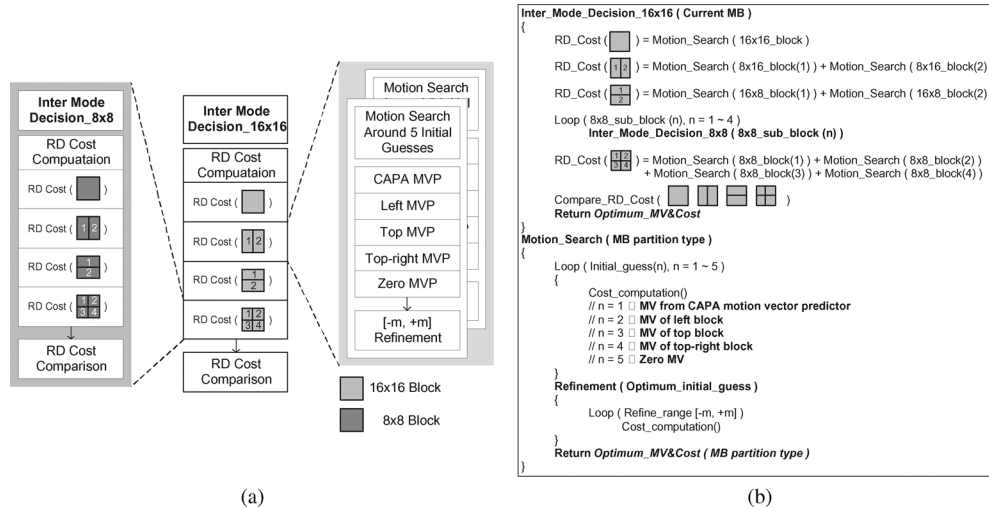 Inter Mode
Decision_8x8
RD Cost
Computaion
RD Cost ( )
RD Cost ( 1 2 )
RD Cost ( 1 2 )
RD Cost ( 1 2 3 4 )
RD Cost
Comparison
Inter Mode
Decision_16x16
RD Cost
Compuataion
RD Cost ( )
RD Cost ( 1 2 )
RD Cost ( 1 2 )
RD Cost ( 1 2 3 4 )
RD Cost
Comparison
Motion Search
Motion Search
Around 5 Initial
Guesses
CAPA MVP
Left MVP
Top MVP
Top-right MVP
Zero MVP
[-m, +m]
Refinement
16x16 Block
8x8 Block
(a)
Inter_Mode_Decision_16x16 ( Current MB )
{
RD_Cost ( ) = Motion_Search ( 16x16_block )
RD_Cost ( 1 2 ) = Motion_Search ( 8x16_block(1) ) + Motion_Search ( 8x16_block(2)
RD_Cost ( 1 2 ) = Motion_Search ( 16x8_block(1) ) + Motion_Search ( 16x8_block(2)
Loop ( 8x8_sub_block (n), n = 1 ~ 4 )
Inter_Mode_Decision_8x8 ( 8x8_sub_block (n) )
RD_Cost ( 1 2 3 4 ) = Motion_Search ( 8x8_block(1) ) + Motion_Search ( 8x8_block(2) )
+ Motion_Search ( 8x8_block(3) ) + Motion_Search ( 8x8_block(4) )
Compare_RD_Cost ( )
Return Optimum_MV&Cost
}
Motion_Search ( MB partition type )
{
Loop ( Initial_guess(n), n = 1 ~ 5 )
{
Cost_computation()
// n = 1 □ MV from CAPA motion vector predictor
// n = 2 □ MV of left block
// n = 3 □ MV of top block
// n = 4 □ MV of top-right block
// n = 5 □ Zero MV
}
Refinement ( Optimum_initial_guess )
{
Loop ( Refine_range [-m, +m] )
Cost_computation()
}
Return Optimum_MV&Cost ( MB partition type )
}
(b)